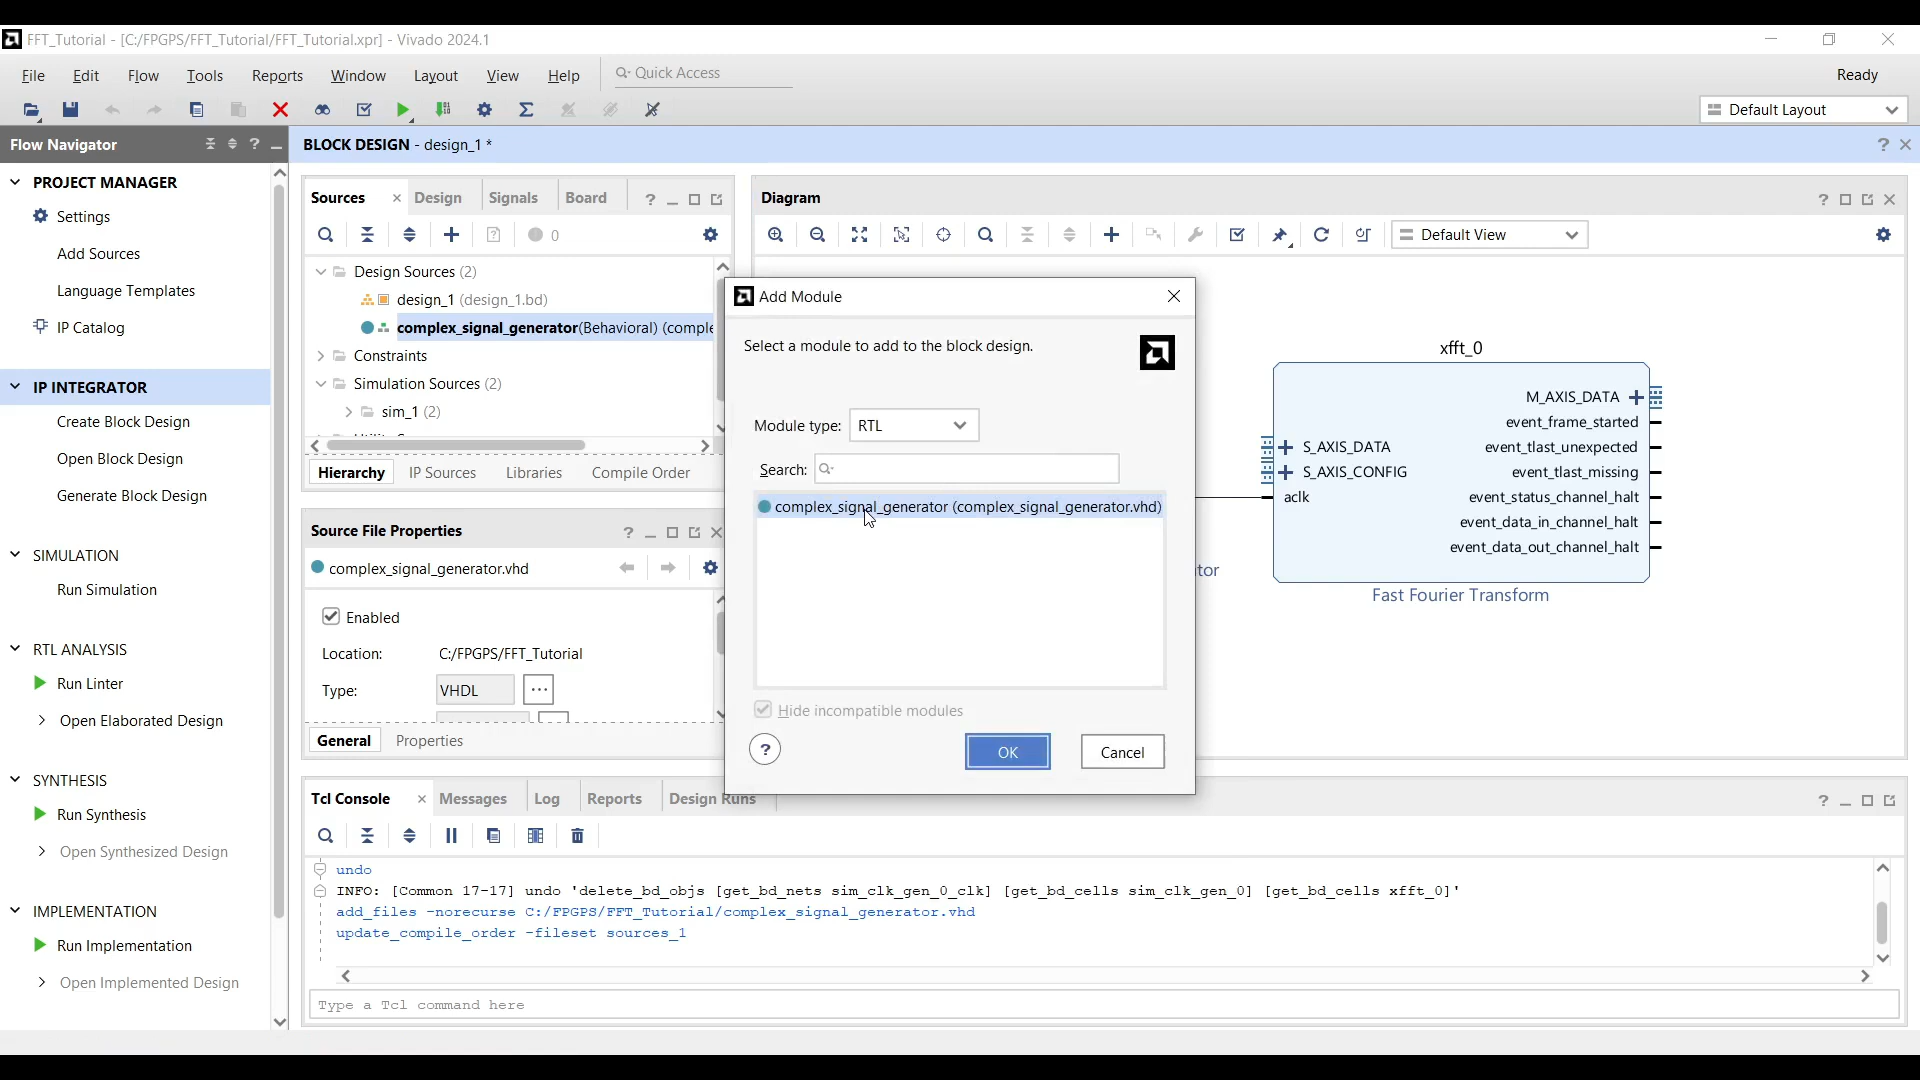 FFT_Tutorial - [C:/FPGPS/FFT_Tutorial/FFT_Tutorial.xpr] - Vivado 2024.1
File Edit Flow Tools Reports Window Layout View Help Quick Access Ready
Default Layout
Flow Navigator
BLOCK DESIGN - design_1 *
PROJECT MANAGER
Settings
Add Sources
Language Templates
IP Catalog
IP INTEGRATOR
Create Block Design
Open Block Design
Generate Block Design
SIMULATION
Run Simulation
RTL ANALYSIS
Run Linter
Open Elaborated Design
SYNTHESIS
Run Synthesis
Open Synthesized Design
IMPLEMENTATION
Run Implementation
Open Implemented Design
Sources Design Signals Board
0
Design Sources (2)
design_1 (design_1.bd)
complex_signal_generator(Behavioral) (comple
Constraints
Simulation Sources (2)
sim_1 (2)
Hierarchy IP Sources Libraries Compile Order
Source File Properties
complex_signal_generator.vhd
Enabled
Location: C:/FPGPS/FFT_Tutorial
Type: VHDL ...
General Properties
Diagram
Default View
Add Module
Select a module to add to the block design.
Module type: RTL
Search:
complex_signal_generator (complex_signal_generator.vhd)
Hide incompatible modules
? OK Cancel
tor
xfft_0
M_AXIS_DATA
event_frame_started
S_AXIS_DATA event_tlast_unexpected
S_AXIS_CONFIG event_tlast_missing
aclk event_status_channel_halt
event_data_in_channel_halt
event_data_out_channel_halt
Fast Fourier Transform
Tcl Console Messages Log Reports Design Runs
undo
INFO: [Common 17-17] undo 'delete_bd_objs [get_bd_nets sim_clk_gen_0_clk] [get_bd_cells sim_clk_gen_0] [get_bd_cells xfft_0]'
add_files -norecurse C:/FPGPS/FFT_Tutorial/complex_signal_generator.vhd
update_compile_order -fileset sources_1
Type a Tcl command here